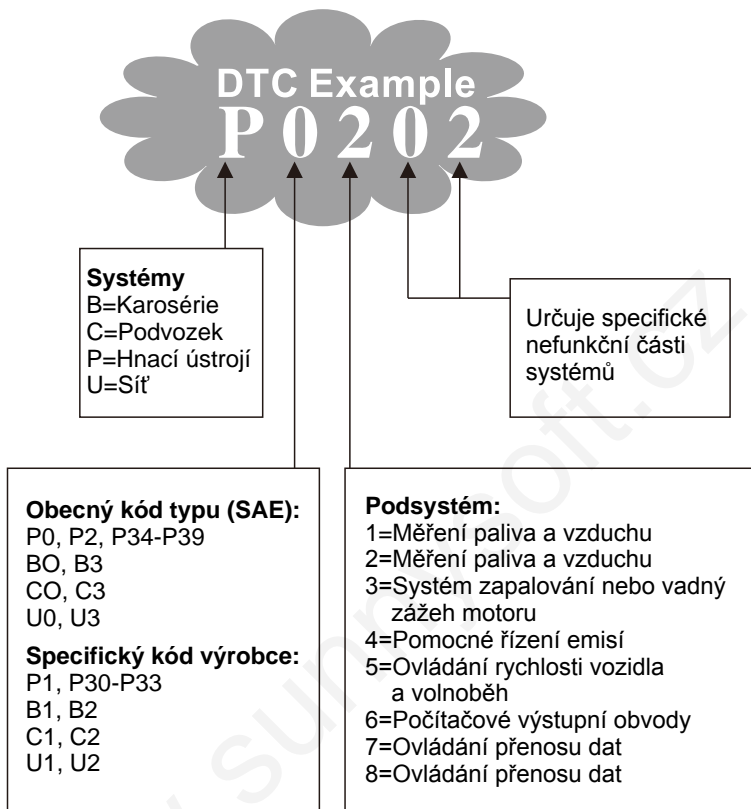 DTC Example
P0202
Systémy
B=Karosérie
C=Podvozek
P=Hnací ústrojí
U=Síť
Určuje specifické
nefunkční části
systémů
Obecný kód typu (SAE):
P0, P2, P34-P39
BO, B3
CO, C3
U0, U3
Specifický kód výrobce:
P1, P30-P33
B1, B2
C1, C2
U1, U2
Podsystém:
1=Měření paliva a vzduchu
2=Měření paliva a vzduchu
3=Systém zapalování nebo vadný
zážeh motoru
4=Pomocné řízení emisí
5=Ovládání rychlosti vozidla
a volnoběh
6=Počítačové výstupní obvody
7=Ovládání přenosu dat
8=Ovládání přenosu dat
sunnysoft.cz